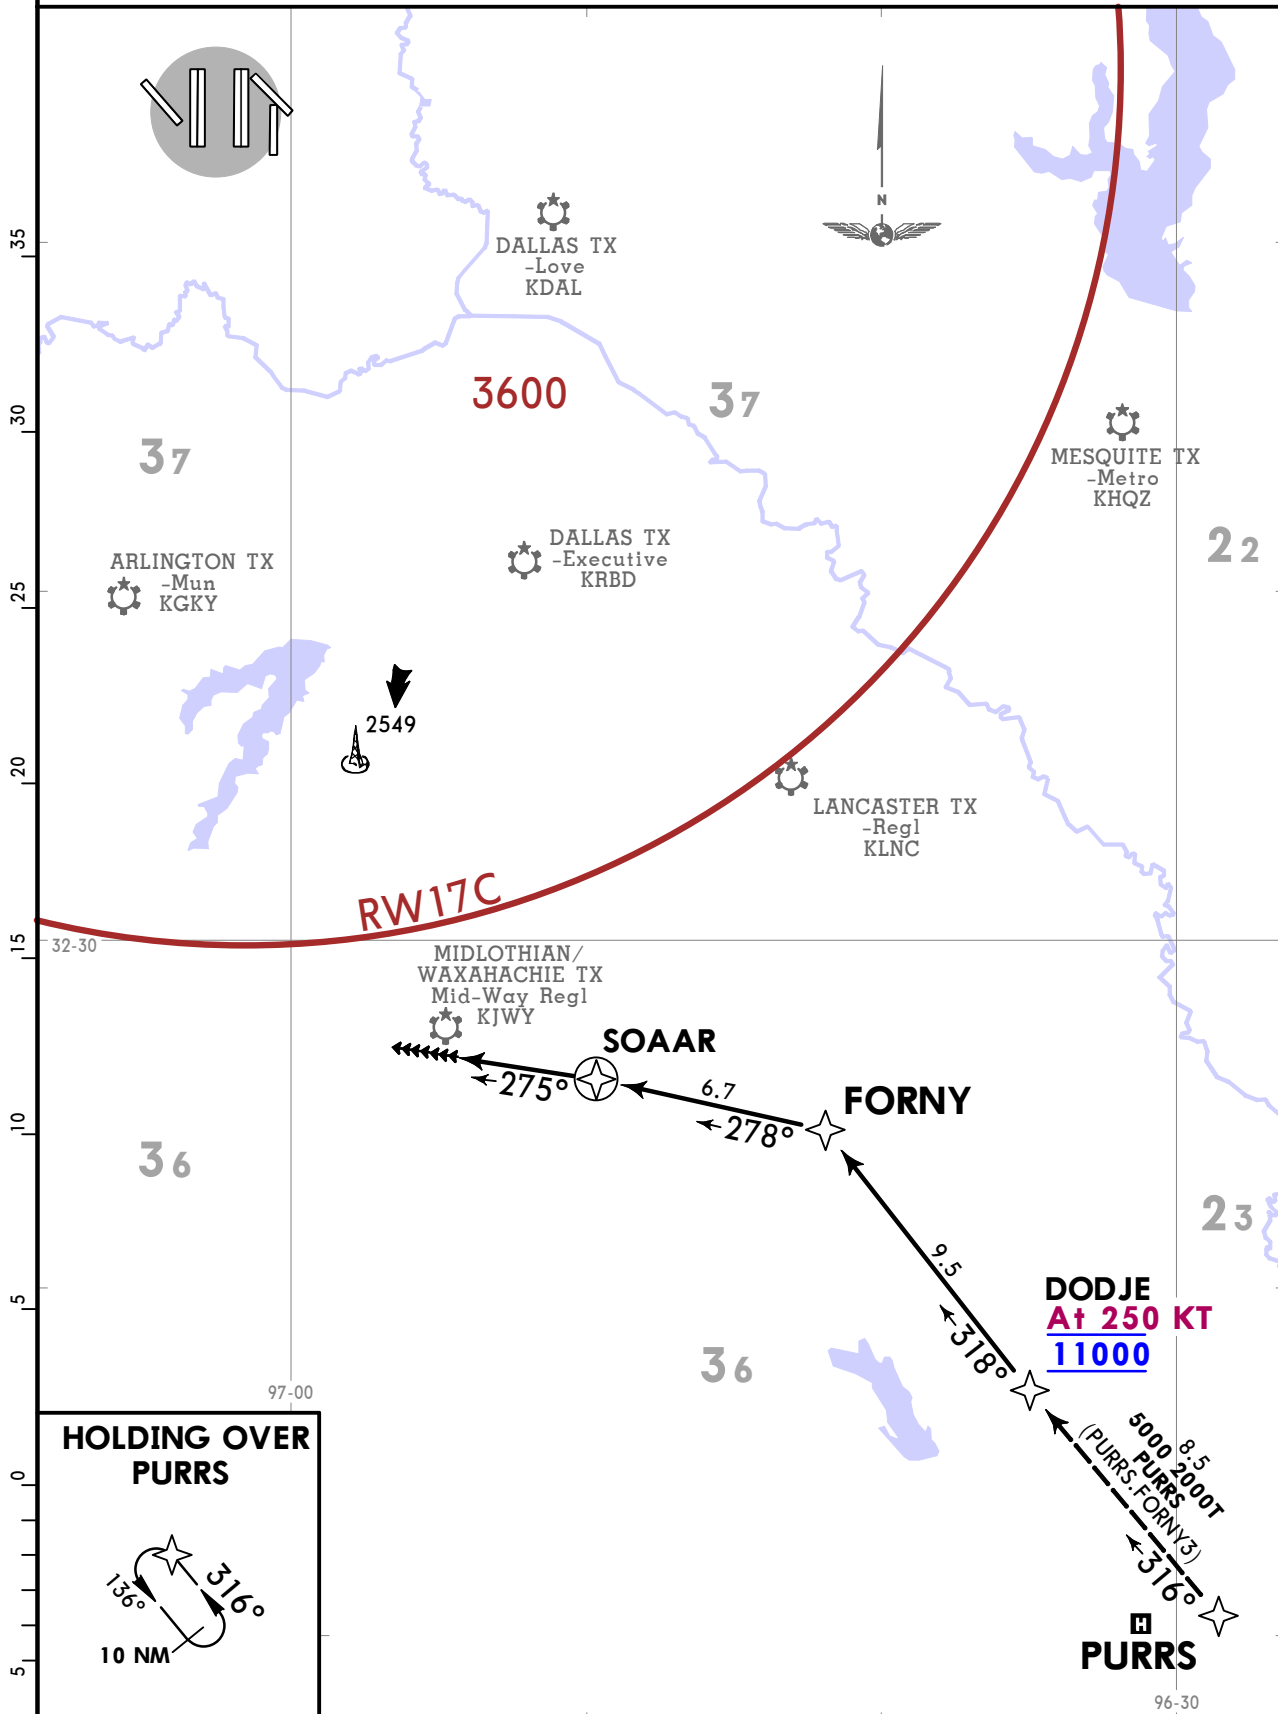 N
DALLAS TX
-Love
KDAL
35
3600
37
37
30
MESQUITE TX
-Metro
KHQZ
22
DALLAS TX
-Executive
KRBD
ARLINGTON TX
-Mun
KGKY
25
2549
20
LANCASTER TX
-Regl
KLNC
RW17C
15
32-30
MIDLOTHIAN/
WAXAHACHIE TX
Mid-Way Regl
KJWY
SOAAR
275°
6.7
278°
FORNY
10
36
23
9.5
318°
DODJE
At 250 KT
11000
5
36
97-00
8.5
5000 2000T
PURRS
(PURRS.FORNY3)
316°
H
PURRS
96-30
0
5
HOLDING OVER
PURRS
136°
316°
10 NM